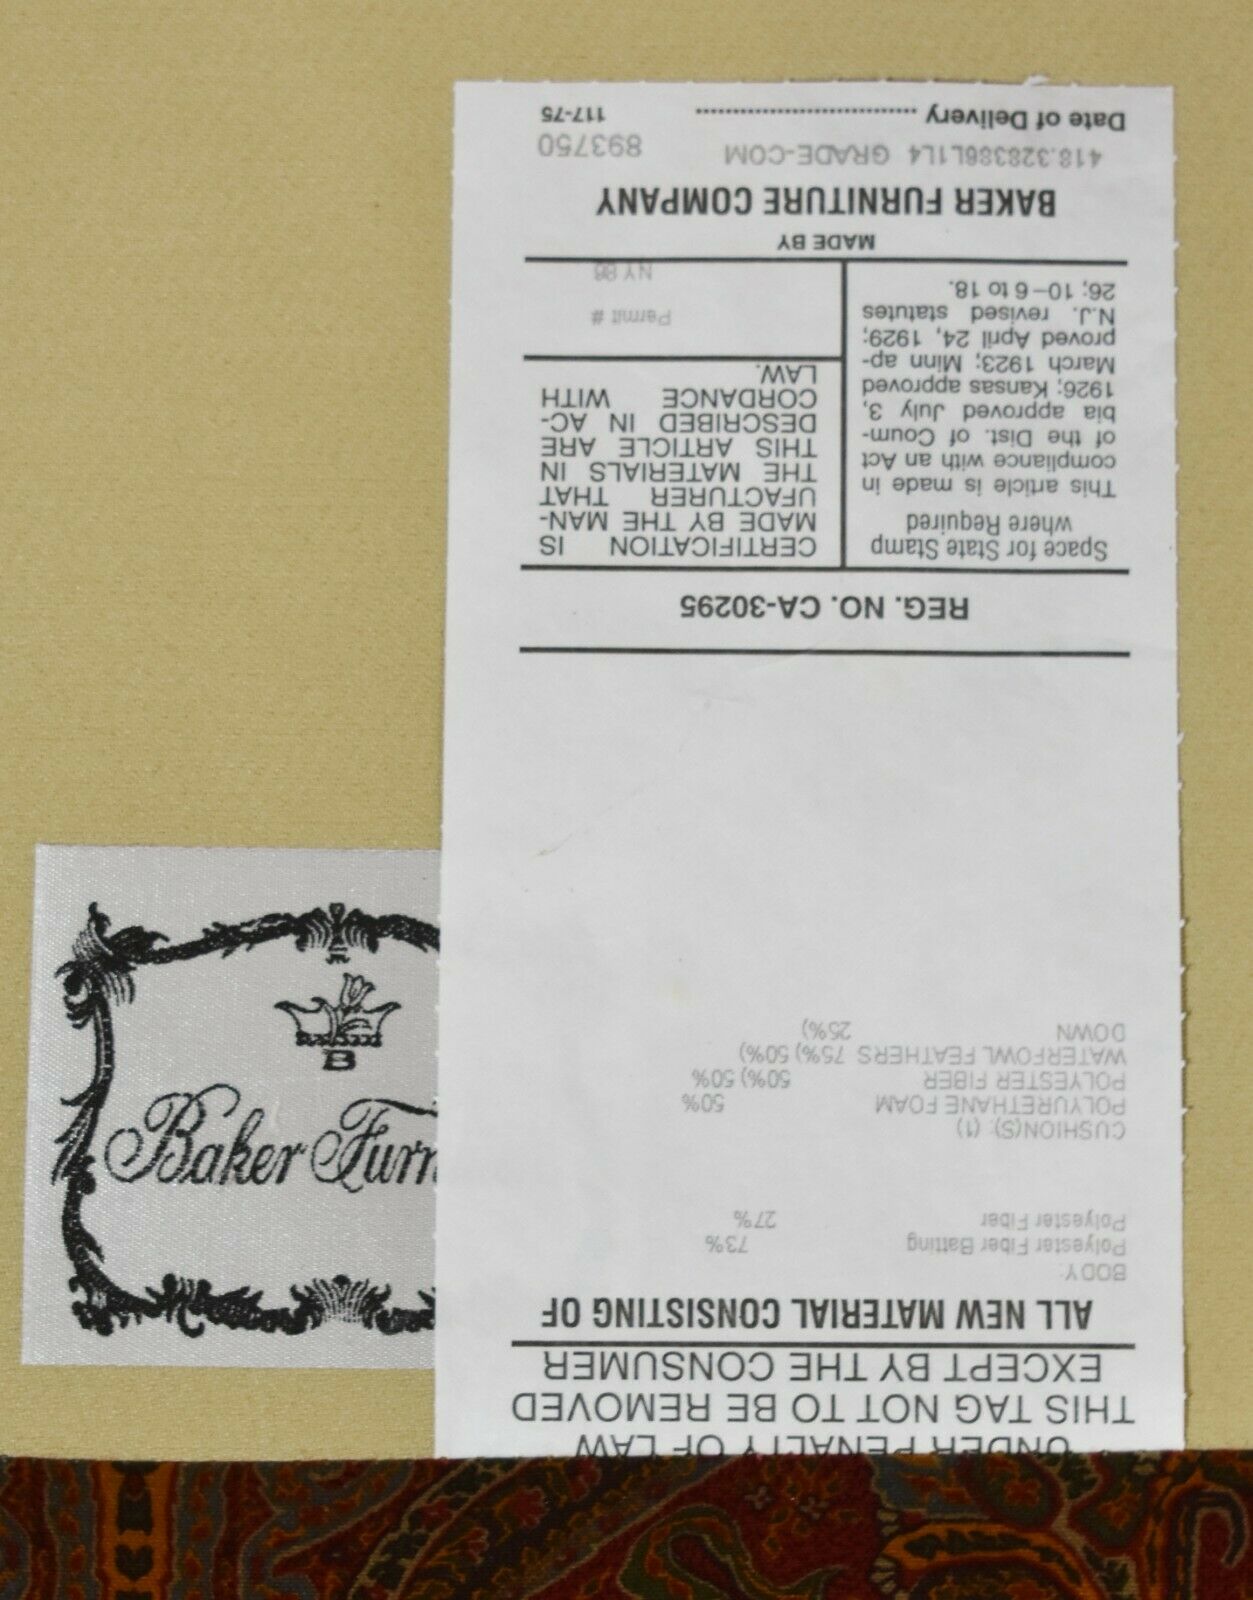 UNDER PENALTY OF LAW
THIS TAG NOT TO BE REMOVED
EXCEPT BY THE CONSUMER
ALL NEW MATERIAL CONSISTING OF
BODY:
Polyester Fiber Batting 73%
Polyester Fiber 27%
CUSHION(S): (1)
POLYURETHANE FOAM 50%
POLYESTER FIBER 50%) 50%
WATERFOWL FEATHERS 75%) 50%)
DOWN 25%)
REG. NO. CA-30295
Space for State Stamp
where Required
This article is made in
compliance with an Act
of the Dist. of Coum-
bia approved July 3,
1926; Kansas approved
March 1923; Minn ap-
proved April 24, 1929;
N.J. revised statutes
26; 10-6 to 18.
CERTIFICATION IS
MADE BY THE MAN-
UFACTURER THAT
THE MATERIALS IN
THIS ARTICLE ARE
DESCRIBED IN AC-
CORDANCE WITH
LAW.
Permit #
NY 86
MADE BY
BAKER FURNITURE COMPANY
418.328386L1L4 GRADE-COM 893750
Date of Delivery ................................ 117-75
B
Baker Furn